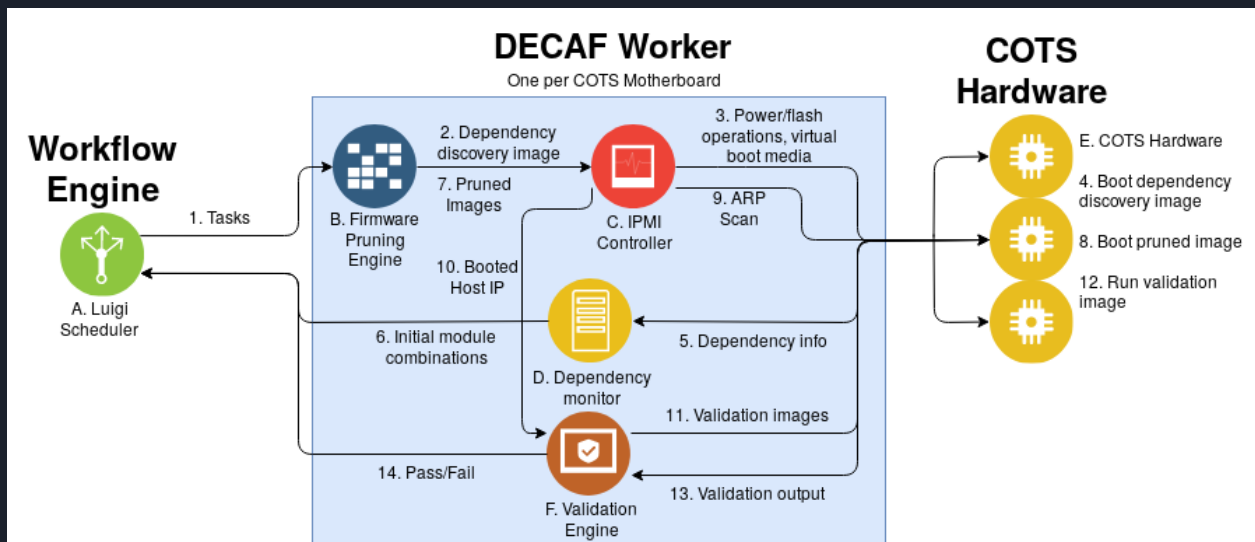 DECAF Worker
One per COTS Motherboard
COTS
Hardware
Workflow
Engine
1. Tasks
A. Luigi
Scheduler
B. Firmware
Pruning
Engine
2. Dependency
discovery image
7. Pruned
Images
C. IPMI
Controller
3. Power/flash
operations, virtual
boot media
9. ARP
Scan
10. Booted
Host IP
6. Initial module
combinations
D. Dependency
monitor
5. Dependency info
11. Validation images
14. Pass/Fail
13. Validation output
F. Validation
Engine
E. COTS Hardware
4. Boot dependency
discovery image
8. Boot pruned image
12. Run validation
image